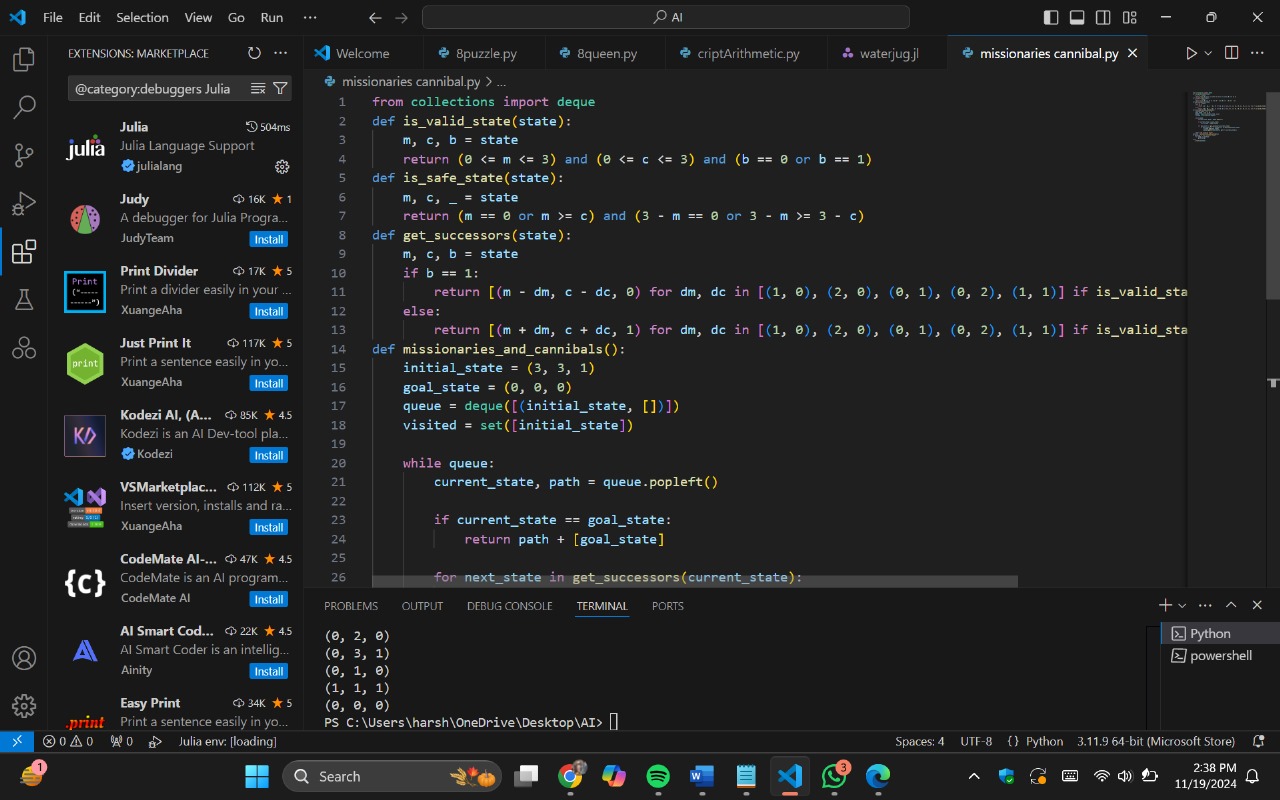 File Edit Selection View Go Run ··· AI
EXTENSIONS: MARKETPLACE
@category:debuggers Julia
Julia 504ms
Julia Language Support
julialang
Judy 16K 1
A debugger for Julia Progra...
JudyTeam Install
Print Divider 17K 5
Print a divider easily in your ...
XuangeAha Install
Just Print It 117K 5
Print a sentence easily in yo...
XuangeAha Install
Kodezi AI, (A... 85K 4.5
Kodezi is an AI Dev-tool pla...
Kodezi Install
VSMarketplac... 112K 5
Insert version, installs and ra...
XuangeAha Install
CodeMate AI-... 47K 4.5
CodeMate is an AI program...
CodeMate AI Install
AI Smart Cod... 22K 4.5
AI Smart Coder is an intellig...
Ainity Install
Easy Print 34K 5
Print a sentence easily in yo...
Welcome 8puzzle.py 8queen.py criptArithmetic.py waterjug.jl missionaries cannibal.py
missionaries cannibal.py > ...
1 from collections import deque
2 def is_valid_state(state):
3 m, c, b = state
4 return (0 <= m <= 3) and (0 <= c <= 3) and (b == 0 or b == 1)
5 def is_safe_state(state):
6 m, c, _ = state
7 return (m == 0 or m >= c) and (3 - m == 0 or 3 - m >= 3 - c)
8 def get_successors(state):
9 m, c, b = state
10 if b == 1:
11 return [(m - dm, c - dc, 0) for dm, dc in [(1, 0), (2, 0), (0, 1), (0, 2), (1, 1)] if is_valid_sta
12 else:
13 return [(m + dm, c + dc, 1) for dm, dc in [(1, 0), (2, 0), (0, 1), (0, 2), (1, 1)] if is_valid_sta
14 def missionaries_and_cannibals():
15 initial_state = (3, 3, 1)
16 goal_state = (0, 0, 0)
17 queue = deque([(initial_state, [])])
18 visited = set([initial_state])
19
20 while queue:
21 current_state, path = queue.popleft()
22
23 if current_state == goal_state:
24 return path + [goal_state]
25
26 for next_state in get_successors(current_state):
PROBLEMS OUTPUT DEBUG CONSOLE TERMINAL PORTS
(0, 2, 0)
(0, 3, 1)
(0, 1, 0)
(1, 1, 1)
(0, 0, 0)
PS C:\Users\harsh\OneDrive\Desktop\AI>
Python
powershell
0 0 0 Julia env: [loading] Spaces: 4 UTF-8 {} Python 3.11.9 64-bit (Microsoft Store)
1 Search 3 2:38 PM
11/19/2024